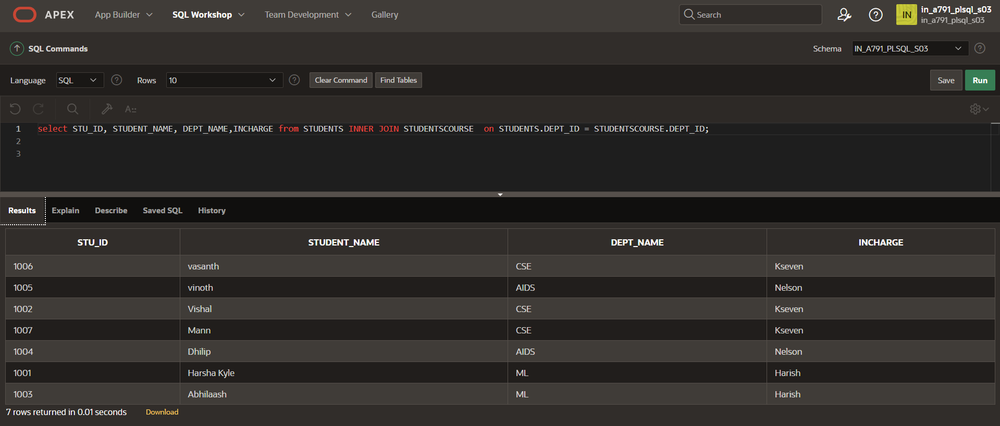 APEX App Builder SQL Workshop Team Development Gallery Search IN in_a791_plsql_s03
in_a791_plsql_s03
SQL Commands Schema IN_A791_PLSQL_S03
Language SQL Rows 10 Clear Command Find Tables Save Run
A::
1 select STU_ID, STUDENT_NAME, DEPT_NAME,INCHARGE from STUDENTS INNER JOIN STUDENTSCOURSE  on STUDENTS.DEPT_ID = STUDENTSCOURSE.DEPT_ID;
2
3
Results Explain Describe Saved SQL History
STU_ID STUDENT_NAME DEPT_NAME INCHARGE
1006 vasanth CSE Kseven
1005 vinoth AIDS Nelson
1002 Vishal CSE Kseven
1007 Mann CSE Kseven
1004 Dhilip AIDS Nelson
1001 Harsha Kyle ML Harish
1003 Abhilaash ML Harish
7 rows returned in 0.01 seconds Download